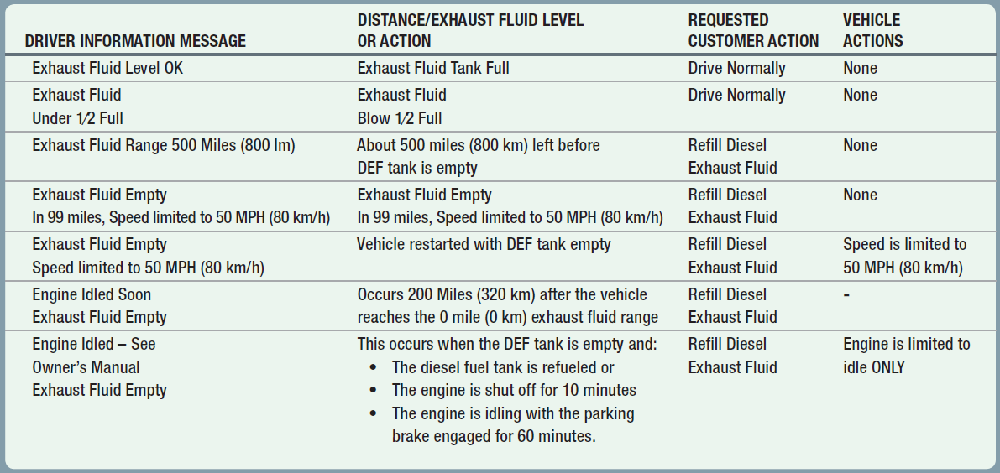 DRIVER INFORMATION MESSAGE
DISTANCE/EXHAUST FLUID LEVEL
OR ACTION
REQUESTED
CUSTOMER ACTION
VEHICLE
ACTIONS
Exhaust Fluid Level OK
Exhaust Fluid Tank Full
Drive Normally
None
Exhaust Fluid
Under 1/2 Full
Exhaust Fluid
Blow 1/2 Full
Drive Normally
None
Exhaust Fluid Range 500 Miles (800 lm)
About 500 miles (800 km) left before
DEF tank is empty
Refill Diesel
Exhaust Fluid
None
Exhaust Fluid Empty
In 99 miles, Speed limited to 50 MPH (80 km/h)
Exhaust Fluid Empty
In 99 miles, Speed limited to 50 MPH (80 km/h)
Refill Diesel
Exhaust Fluid
None
Exhaust Fluid Empty
Speed limited to 50 MPH (80 km/h)
Vehicle restarted with DEF tank empty
Refill Diesel
Exhaust Fluid
Speed is limited to
50 MPH (80 km/h)
Engine Idled Soon
Exhaust Fluid Empty
Occurs 200 Miles (320 km) after the vehicle
reaches the 0 mile (0 km) exhaust fluid range
Refill Diesel
Exhaust Fluid
-
Engine Idled – See
Owner's Manual
Exhaust Fluid Empty
This occurs when the DEF tank is empty and:
• The diesel fuel tank is refueled or
• The engine is shut off for 10 minutes
• The engine is idling with the parking
brake engaged for 60 minutes.
Refill Diesel
Exhaust Fluid
Engine is limited to
idle ONLY